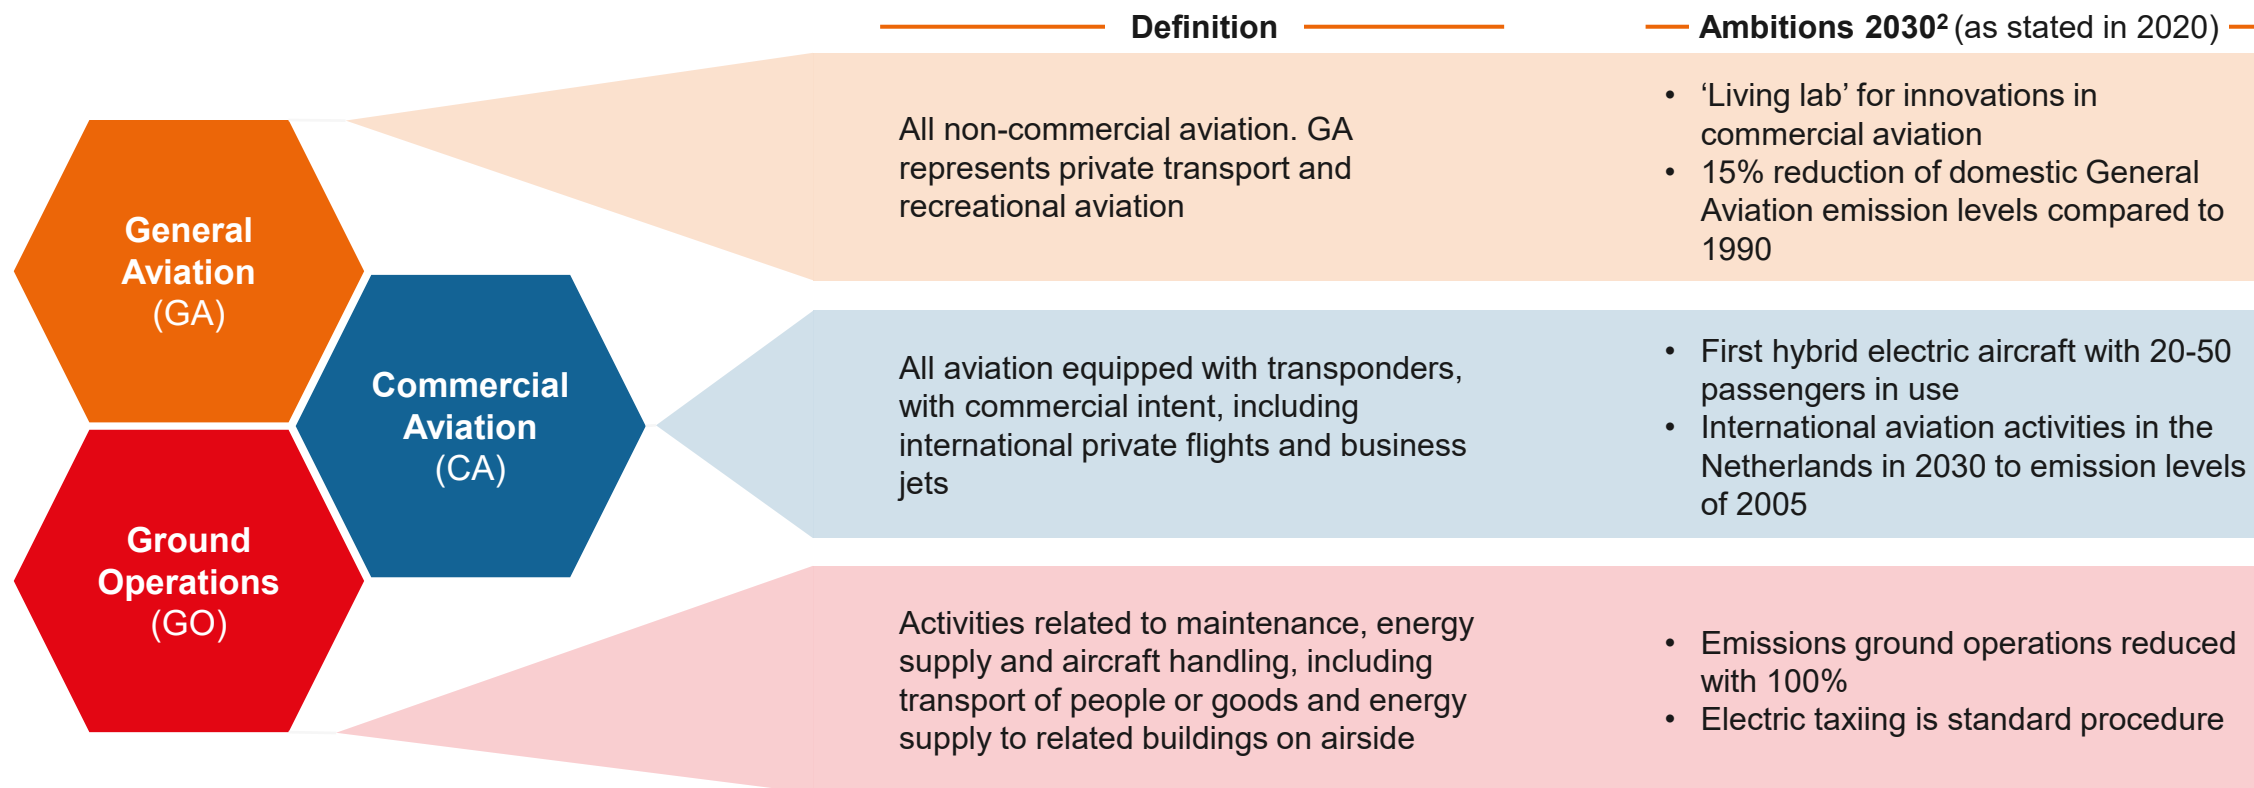 Definition
Ambitions 2030² (as stated in 2020)
General
Aviation
(GA)
All non-commercial aviation. GA
represents private transport and
recreational aviation
• ‘Living lab’ for innovations in
commercial aviation
• 15% reduction of domestic General
Aviation emission levels compared to
1990
Commercial
Aviation
(CA)
All aviation equipped with transponders,
with commercial intent, including
international private flights and business
jets
• First hybrid electric aircraft with 20-50
passengers in use
• International aviation activities in the
Netherlands in 2030 to emission levels
of 2005
Ground
Operations
(GO)
Activities related to maintenance, energy
supply and aircraft handling, including
transport of people or goods and energy
supply to related buildings on airside
• Emissions ground operations reduced
with 100%
• Electric taxiing is standard procedure